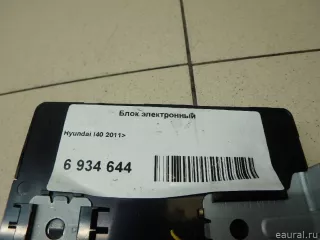 Блок электронный
Hyundai I40 2011>
6 934 644
eaural.ru